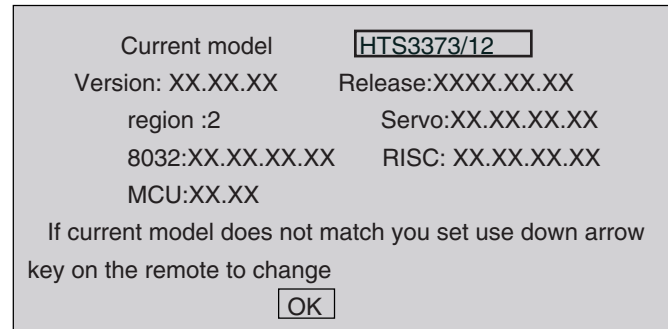 Current model HTS3373/12
Version: XX.XX.XX Release:XXXX.XX.XX
region :2 Servo:XX.XX.XX.XX
8032:XX.XX.XX.XX RISC: XX.XX.XX.XX
MCU:XX.XX
If current model does not match you set use down arrow
key on the remote to change
OK